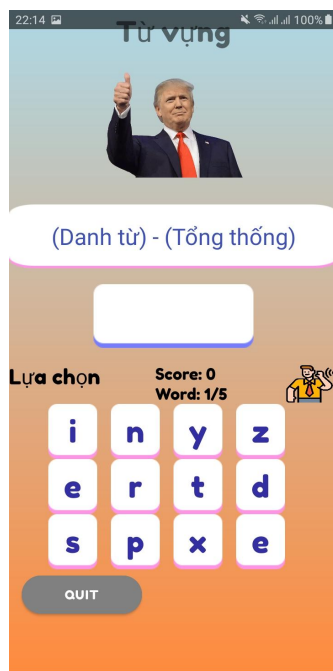 22:14 100%
Từ vựng
(Danh từ) - (Tổng thống)
Lựa chọn
Score: 0
Word: 1/5
i n y z
e r t d
s p x e
QUIT